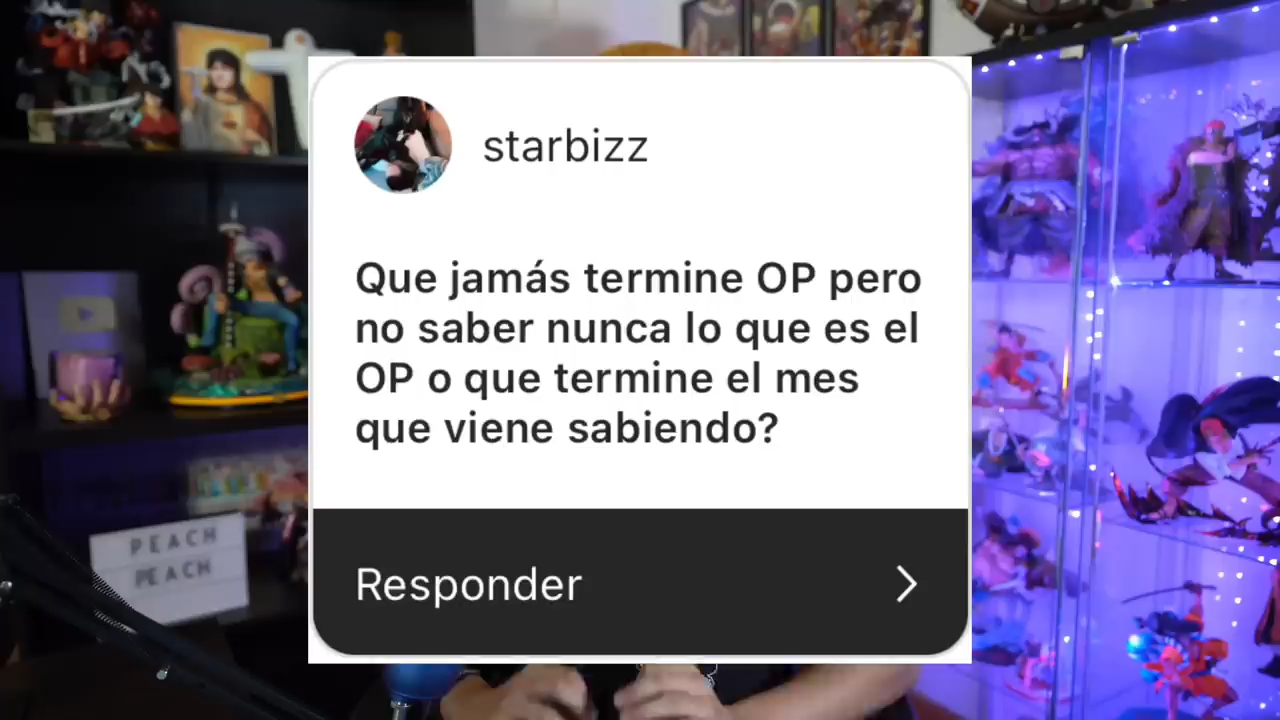 starbizz
Que jamás termine OP pero
no saber nunca lo que es el
OP o que termine el mes
que viene sabiendo?
Responder
PEACH
PEACH